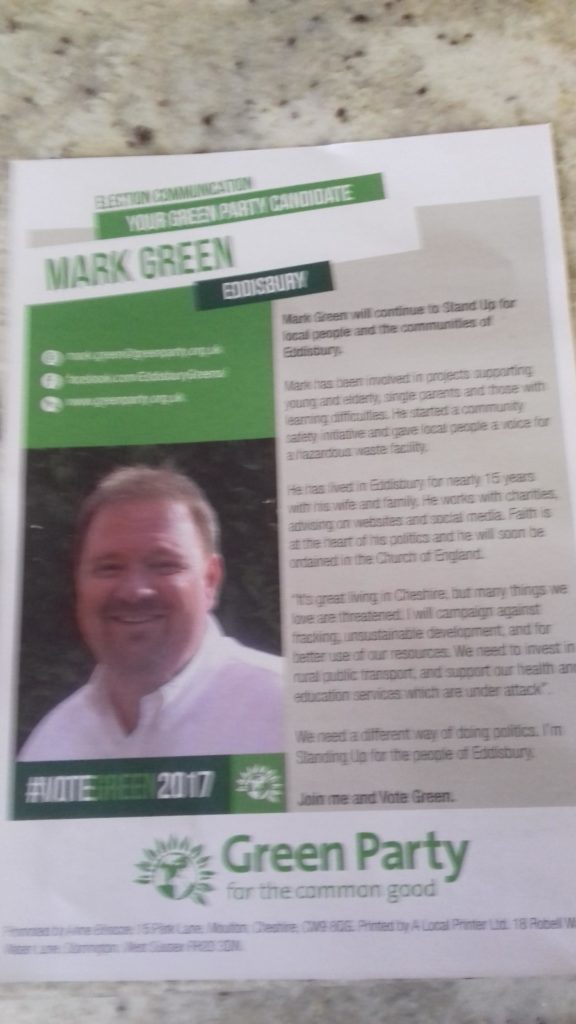 ELECTION COMMUNICATION
YOUR GREEN PARTY CANDIDATE
MARK GREEN
EDDISBURY
mark.green@greenparty.org.uk
facebook.com/EddisburyGreens/
www.greenparty.org.uk
Mark Green will continue to Stand Up for
local people and the communities of
Eddisbury.
Mark has been involved in projects supporting
young and elderly, single parents and those with
learning difficulties. He started a community
safety initiative and gave local people a voice for
a hazardous waste facility.
He has lived in Eddisbury for nearly 15 years
with his wife and family. He works with charities,
advising on websites and social media. Faith is
at the heart of his politics and he will soon be
ordained in the Church of England.
"It's great living in Cheshire, but many things we
love are threatened. I will campaign against
fracking, unsustainable development, and for
better use of our resources. We need to invest in
rural public transport, and support our health and
education services which are under attack".
We need a different way of doing politics. I'm
Standing Up for the people of Eddisbury.
Join me and Vote Green.
#VOTEGREEN2017
Green Party
for the common good
Promoted by Anne 15 Park Lane, Moulton, Cheshire, CW9 8QG. Printed by A Local Printer Ltd. 18
Water Lane, Storrington, West Sussex